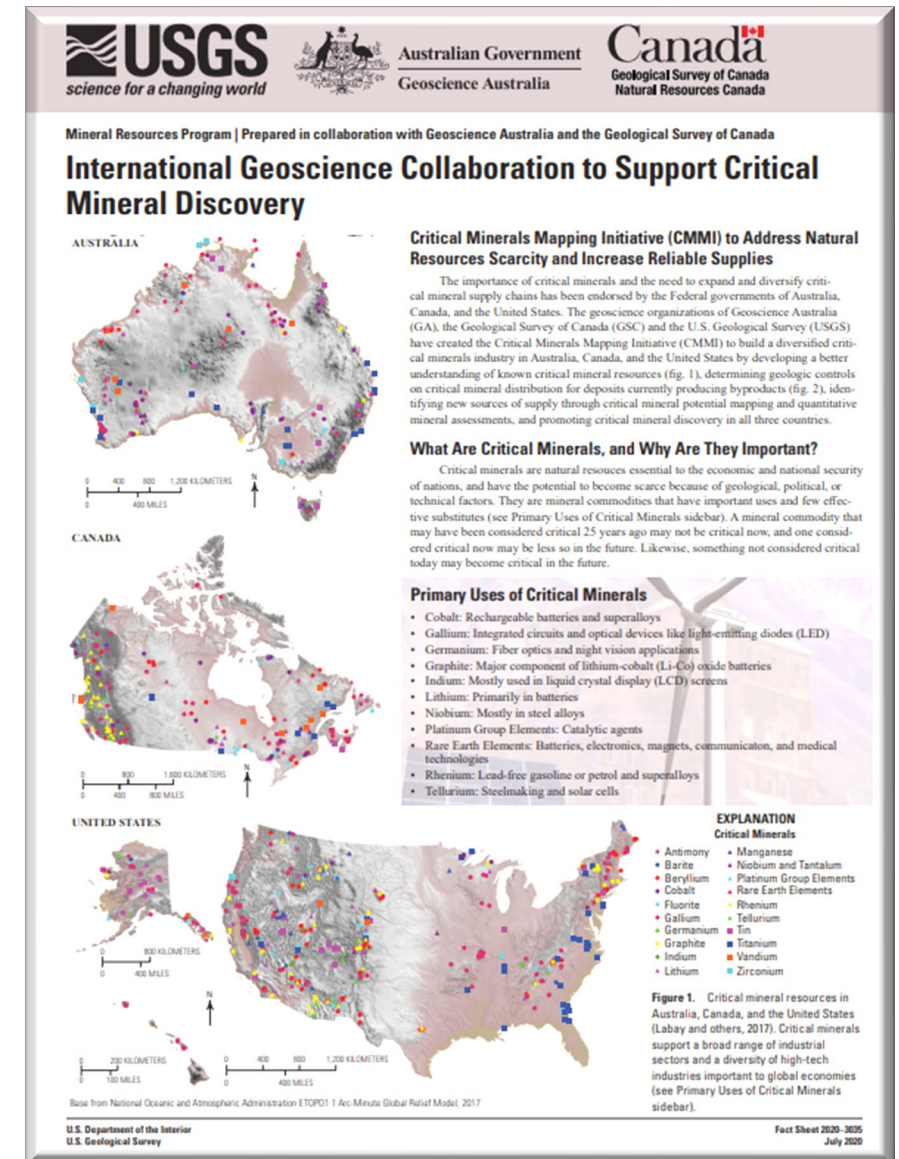 USGS
science for a changing world
Australian Government
Geoscience Australia
Canada
Geological Survey of Canada
Natural Resources Canada
Mineral Resources Program | Prepared in collaboration with Geoscience Australia and the Geological Survey of Canada
International Geoscience Collaboration to Support Critical
Mineral Discovery
AUSTRALIA
0 400 800 1,200 KILOMETERS
0 400 MILES
N
Critical Minerals Mapping Initiative (CMMI) to Address Natural
Resources Scarcity and Increase Reliable Supplies
The importance of critical minerals and the need to expand and diversify criti-
cal mineral supply chains has been endorsed by the Federal governments of Australia,
Canada, and the United States. The geoscience organizations of Geoscience Australia
(GA), the Geological Survey of Canada (GSC) and the U.S. Geological Survey (USGS)
have created the Critical Minerals Mapping Initiative (CMMI) to build a diversified criti-
cal minerals industry in Australia, Canada, and the United States by developing a better
understanding of known critical mineral resources (fig. 1), determining geologic controls
on critical mineral distribution for deposits currently producing byproducts (fig. 2), iden-
tifying new sources of supply through critical mineral potential mapping and quantitative
mineral assessments, and promoting critical mineral discovery in all three countries.
What Are Critical Minerals, and Why Are They Important?
Critical minerals are natural resouces essential to the economic and national security
of nations, and have the potential to become scarce because of geological, political, or
technical factors. They are mineral commodities that have important uses and few effec-
tive substitutes (see Primary Uses of Critical Minerals sidebar). A mineral commodity that
may have been considered critical 25 years ago may not be critical now, and one consid-
ered critical now may be less so in the future. Likewise, something not considered critical
today may become critical in the future.
CANADA
0 800 1,600 KILOMETERS
0 400 800 MILES
N
Primary Uses of Critical Minerals
• Cobalt: Rechargeable batteries and superalloys
• Gallium: Integrated circuits and optical devices like light-emitting diodes (LED)
• Germanium: Fiber optics and night vision applications
• Graphite: Major component of lithium-cobalt (Li-Co) oxide batteries
• Indium: Mostly used in liquid crystal display (LCD) screens
• Lithium: Primarily in batteries
• Niobium: Mostly in steel alloys
• Platinum Group Elements: Catalytic agents
• Rare Earth Elements: Batteries, electronics, magnets, communicaton, and medical
technologies
• Rhenium: Lead-free gasoline or petrol and superalloys
• Tellurium: Steelmaking and solar cells
UNITED STATES
0 800 KILOMETERS
0 400 MILES
N
0 200 KILOMETERS
0 100 MILES
0 400 800 1,200 KILOMETERS
0 400 MILES
EXPLANATION
Critical Minerals
Antimony
Barite
Beryllium
Cobalt
Fluorite
Gallium
Germanium
Graphite
Indium
Lithium
Manganese
Niobium and Tantalum
Platinum Group Elements
Rare Earth Elements
Rhenium
Tellurium
Tin
Titanium
Vandium
Zirconium
Figure 1. Critical mineral resources in
Australia, Canada, and the United States
(Labay and others, 2017). Critical minerals
support a broad range of industrial
sectors and a diversity of high-tech
industries important to global economies
(see Primary Uses of Critical Minerals
sidebar).
Base from National Oceanic and Atmospheric Administration ETOPO1 1 Arc-Minute Global Relief Model, 2017
U.S. Department of the Interior
U.S. Geological Survey
Fact Sheet 2020–3035
July 2020